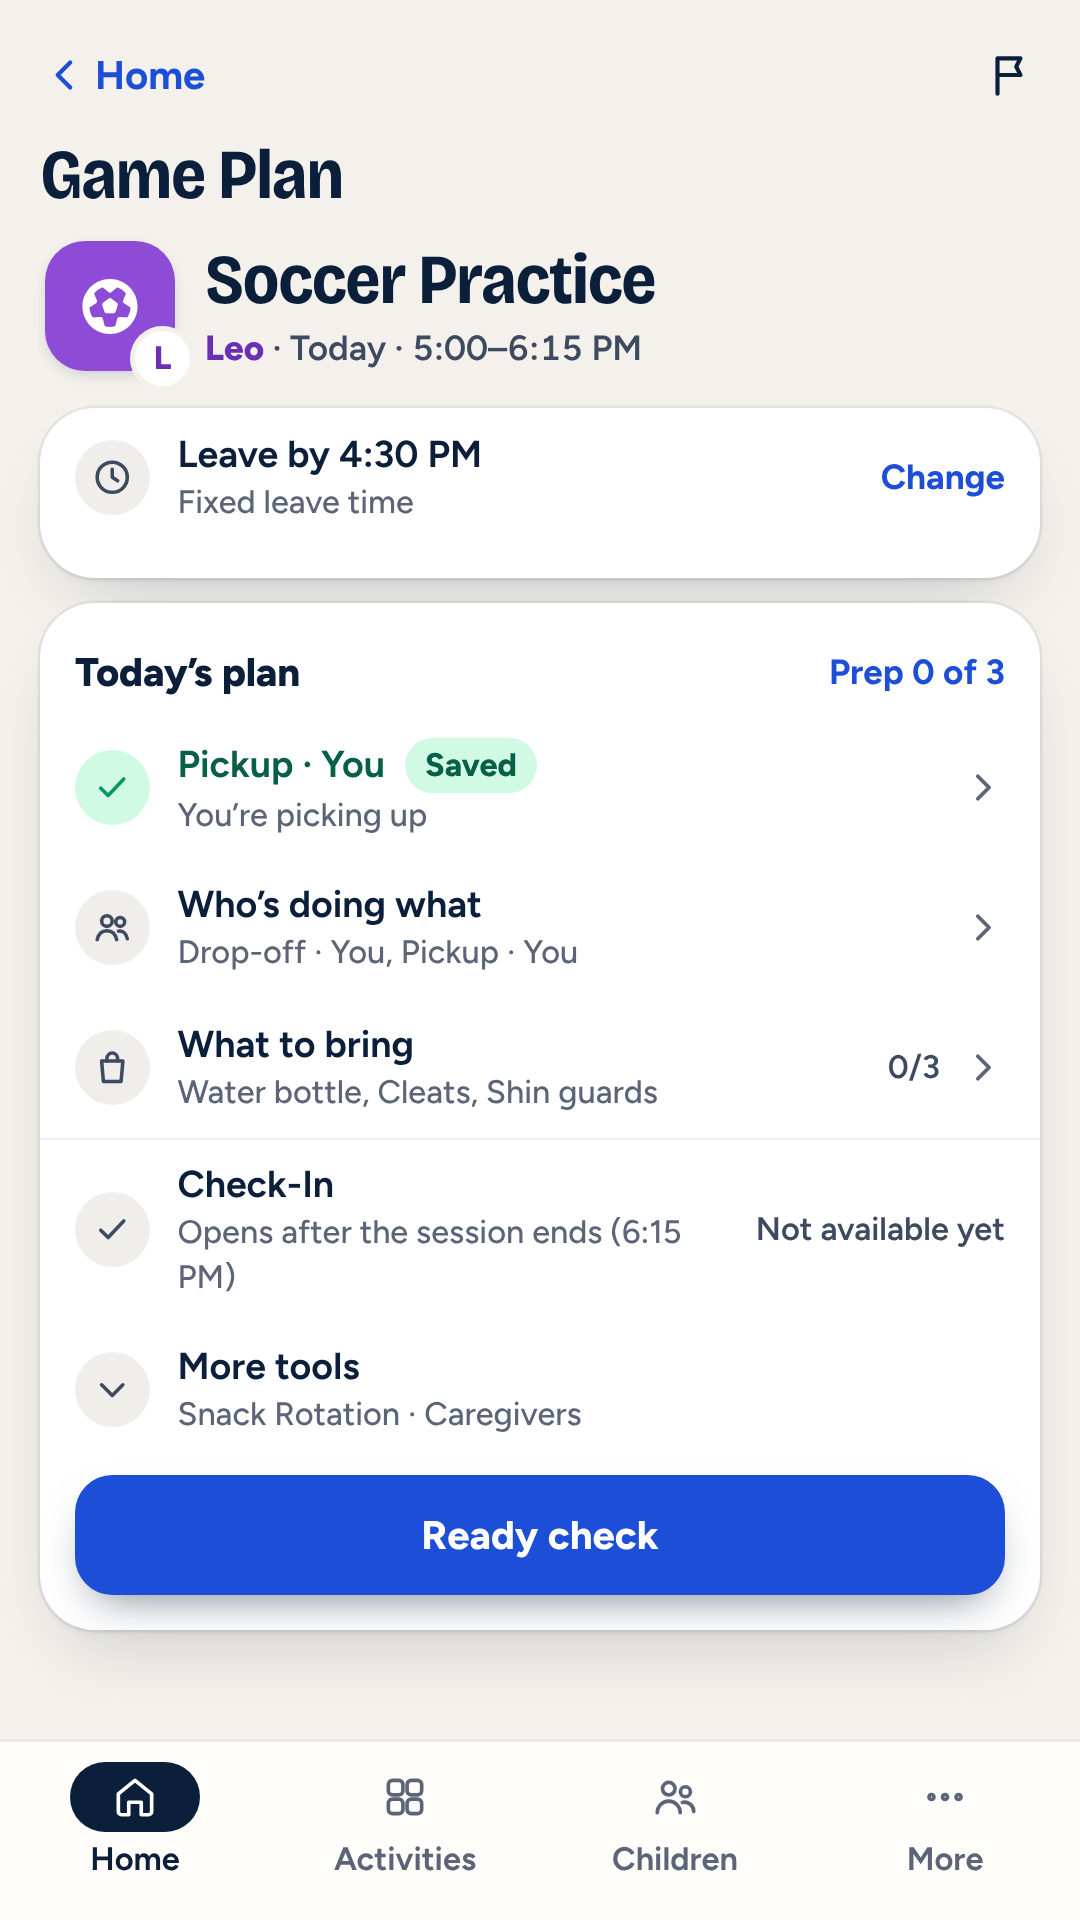 Home
Game Plan
Soccer Practice
L
Leo · Today · 5:00–6:15 PM
Leave by 4:30 PM
Fixed leave time
Change
Today’s plan
Prep 0 of 3
Pickup · You
Saved
You’re picking up
Who’s doing what
Drop-off · You, Pickup · You
What to bring
Water bottle, Cleats, Shin guards
0/3
Check-In
Opens after the session ends (6:15
PM)
Not available yet
More tools
Snack Rotation · Caregivers
Ready check
Home
Activities
Children
More